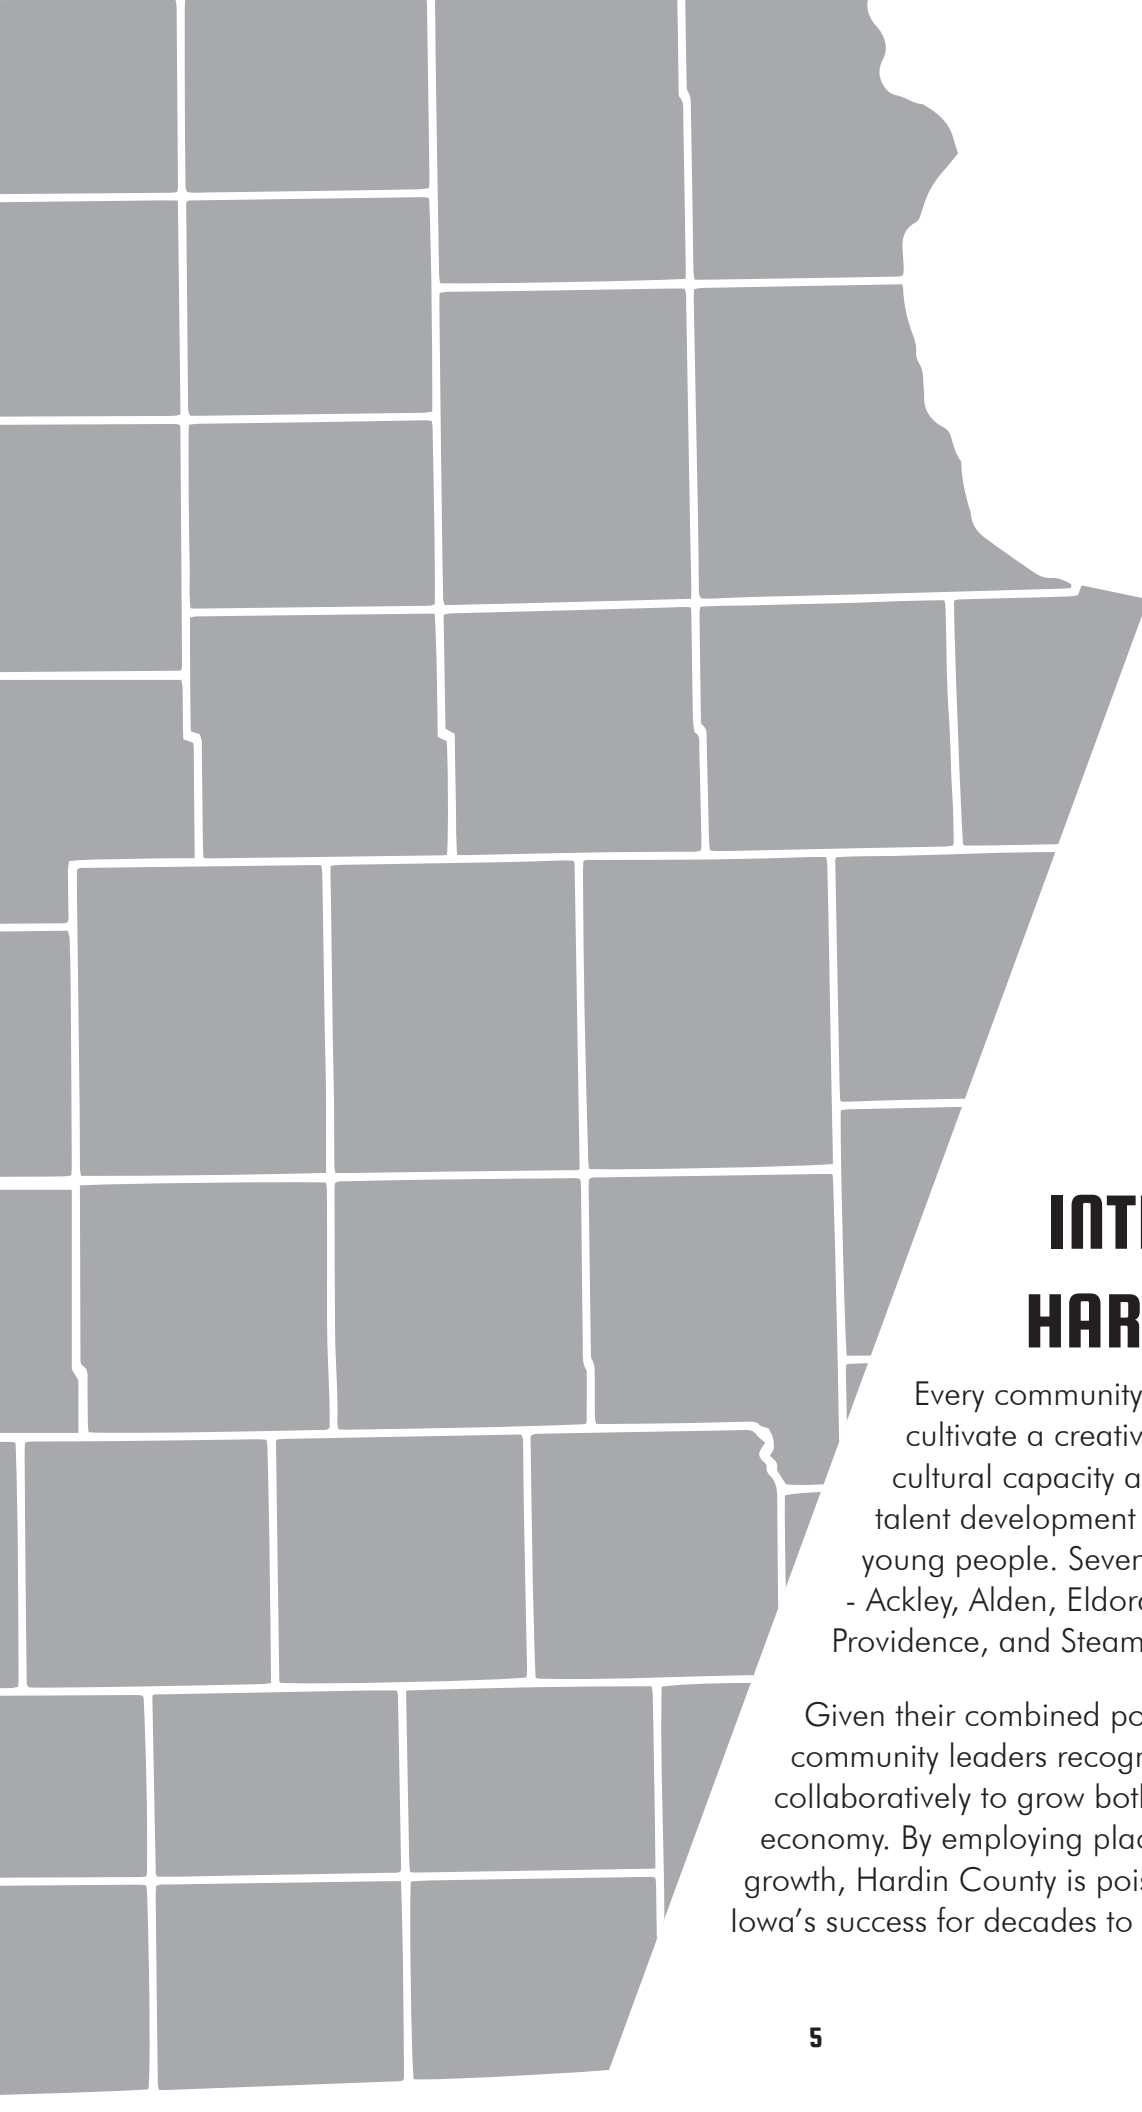 INT
HAR
Every community
cultivate a creativ
cultural capacity a
talent development
young people. Seven
- Ackley, Alden, Eldor
Providence, and Steam
Given their combined po
community leaders recogn
collaboratively to grow bot
economy. By employing plac
growth, Hardin County is pois
Iowa’s success for decades to
5